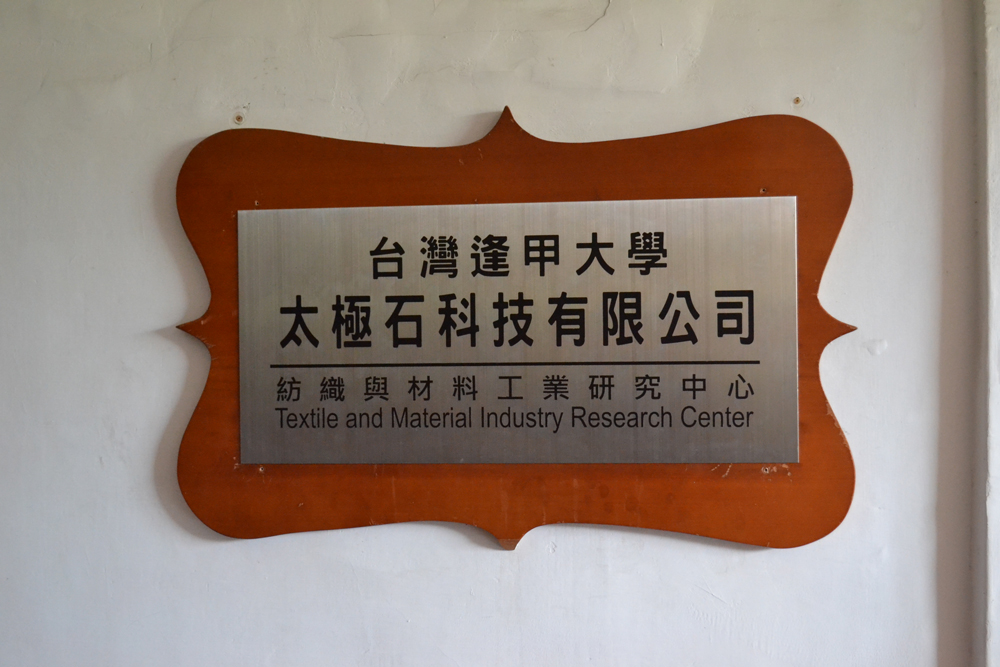 台灣逢甲大學
太極石科技有限公司
紡織與材料工業研究中心
Textile and Material Industry Research Center